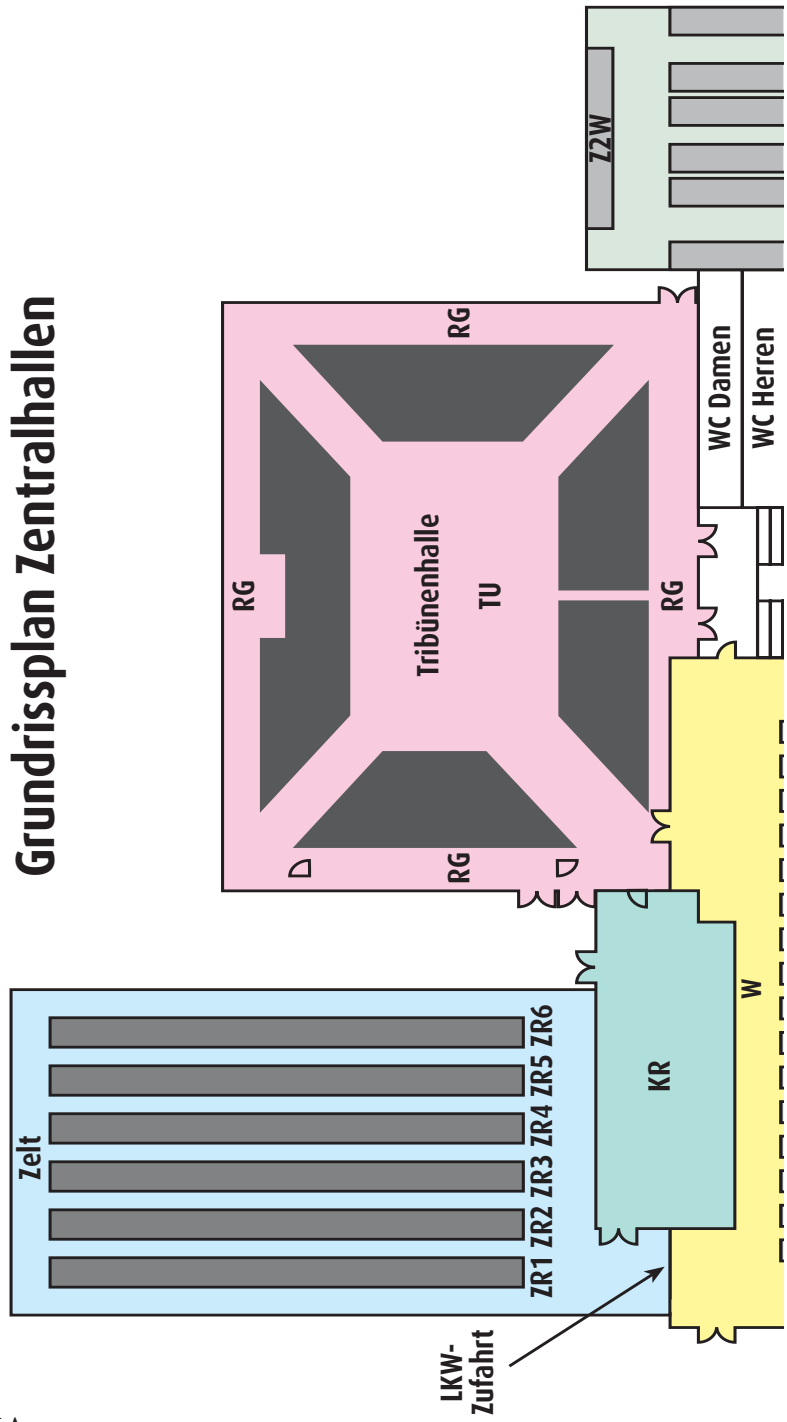 Grundrissplan Zentralhallen
Zelt
ZR1 ZR2 ZR3 ZR4 ZR5 ZR6
LKW-
Zufahrt
KR
W
RG
RG
Tribünenhalle
TU
RG
RG
WC Damen
WC Herren
Z2W